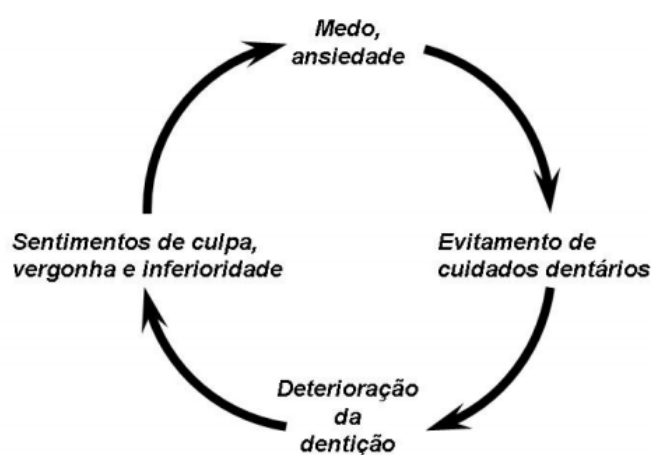 Medo,
ansiedade
Evitamento de
cuidados dentários
Deterioração
da
dentição
Sentimentos de culpa,
vergonha e inferioridade